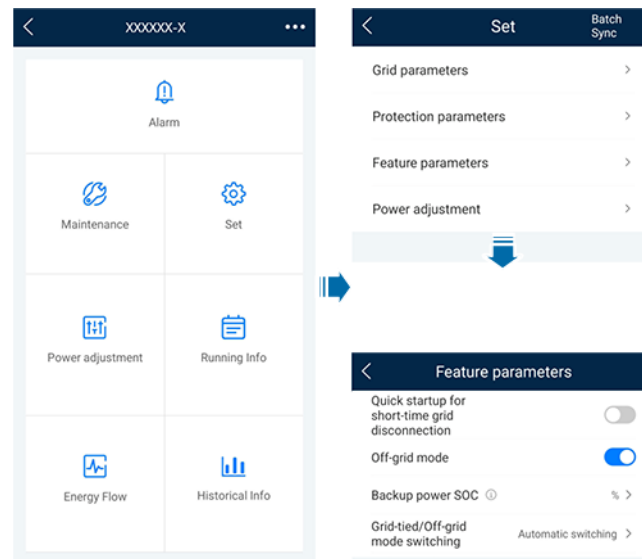 XXXXXX-X
Alarm
Maintenance
Set
Power adjustment
Running Info
Energy Flow
Historical Info
Set
Batch
Sync
Grid parameters
Protection parameters
Feature parameters
Power adjustment
Feature parameters
Quick startup for
short-time grid
disconnection
Off-grid mode
Backup power SOC
%
Grid-tied/Off-grid
mode switching
Automatic switching